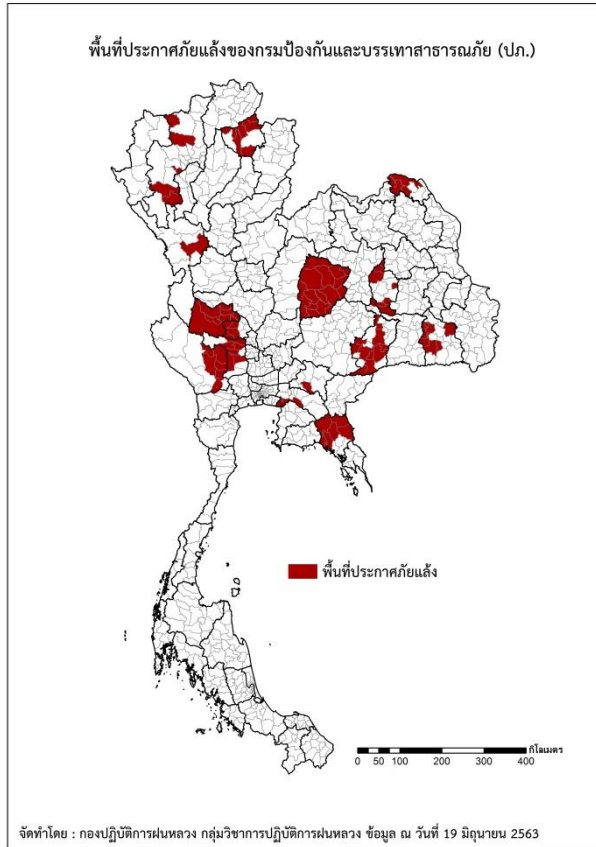 พื้นที่ประกาศภัยแล้งของกรมป้องกันและบรรเทาสาธารณภัย (ปภ.)
พื้นที่ประกาศภัยแล้ง
กิโลเมตร
0 50 100 200 300 400
จัดทำโดย : กองปฏิบัติการฝนหลวง กลุ่มวิชาการปฏิบัติการฝนหลวง ข้อมูล ณ วันที่ 19 มิถุนายน 2563